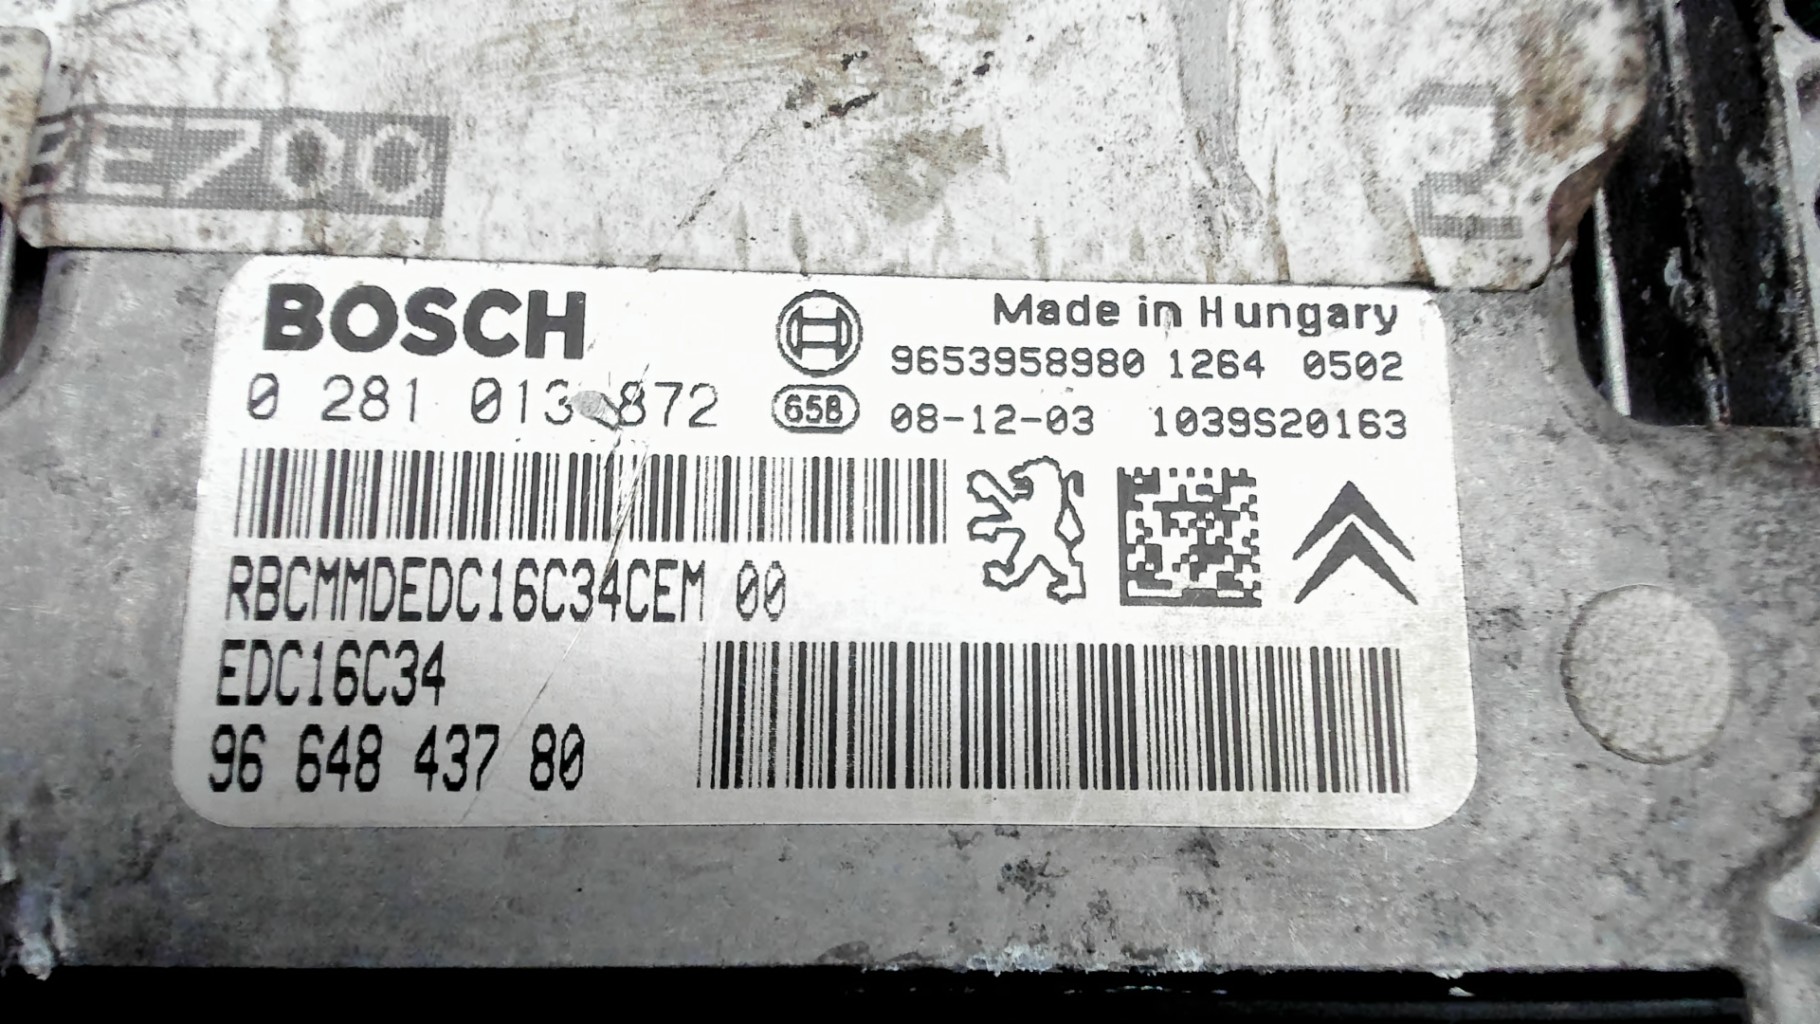 E700
BOSCH
Made in Hungary
9653958980 1264 0502
0 281 013 872
658
08-12-03 1039S20163
RBCMMDEDC16C34CEM 00
EDC16C34
96 648 437 80